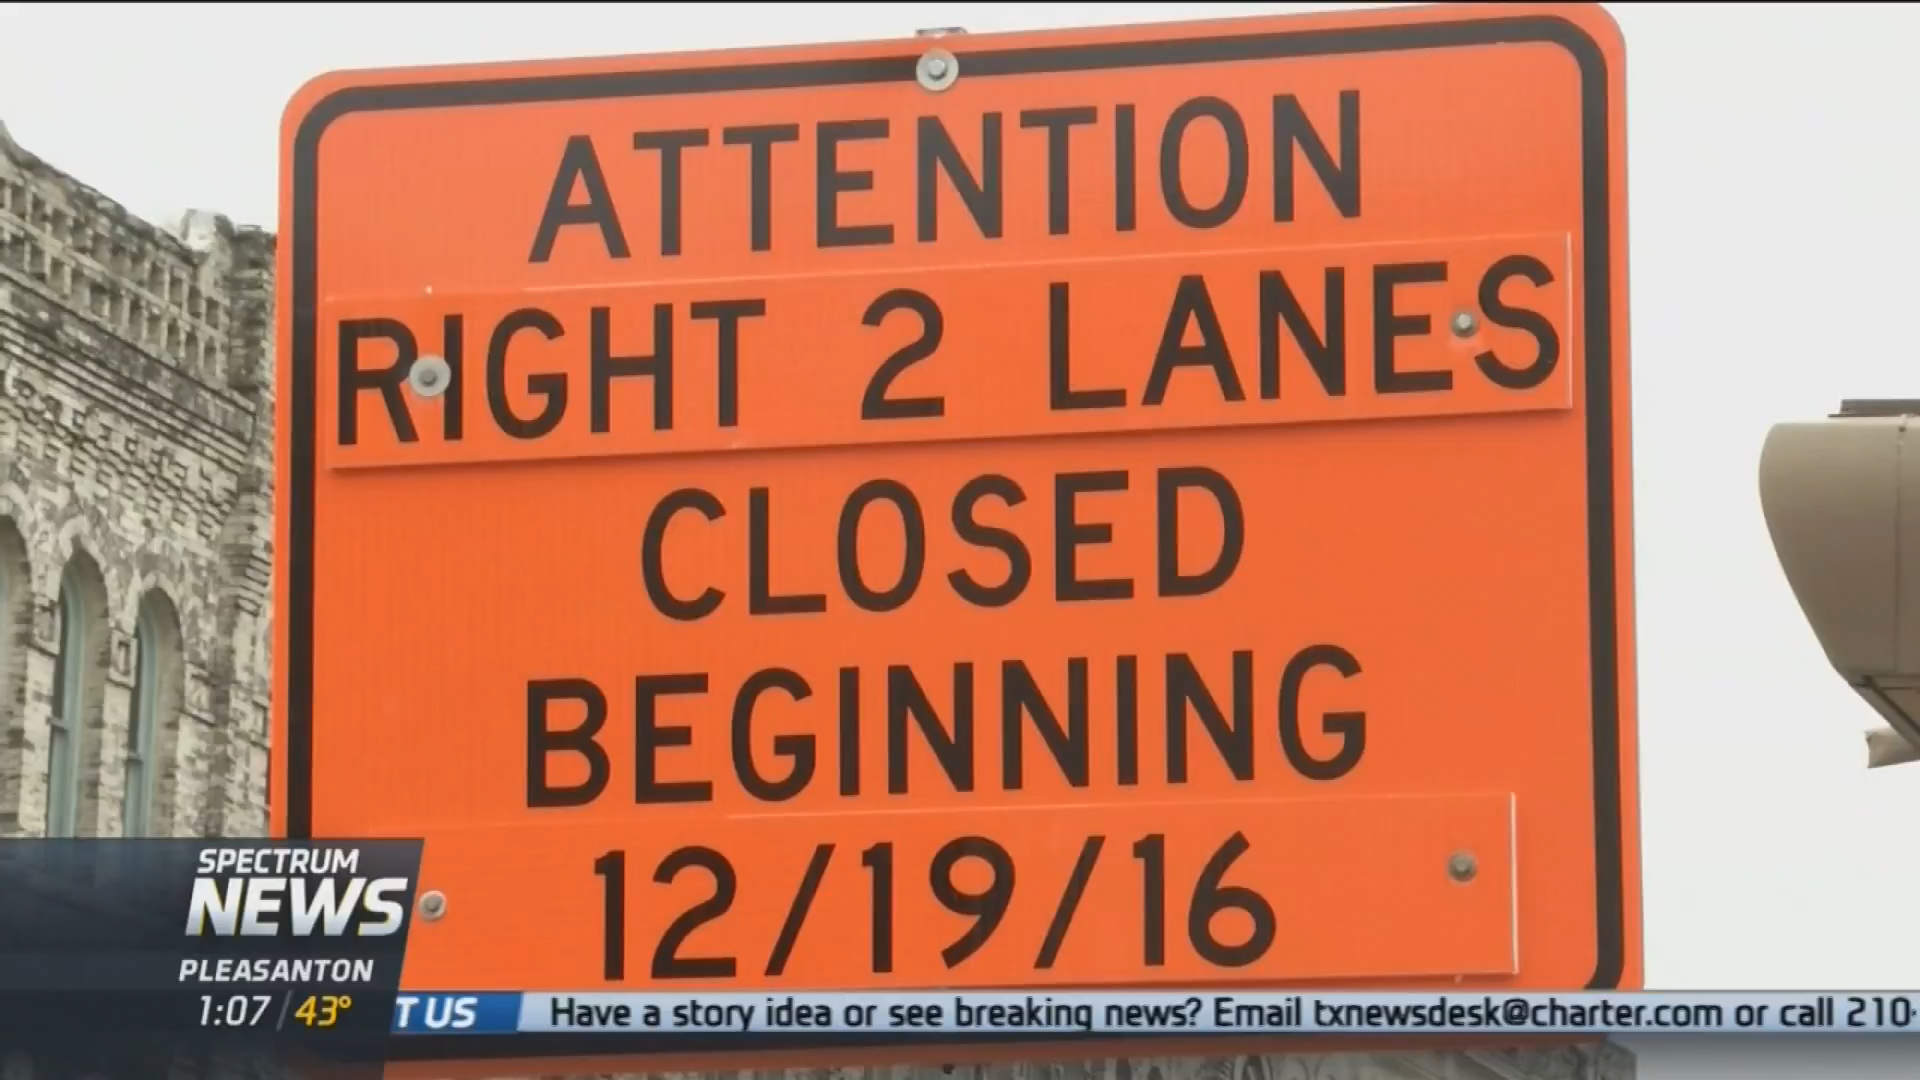 ATTENTION
RIGHT 2 LANES
CLOSED
BEGINNING
12/19/16
SPECTRUM
NEWS
PLEASANTON
1:07 / 43°
T US
Have a story idea or see breaking news? Email txnewsdesk@charter.com or call 210-